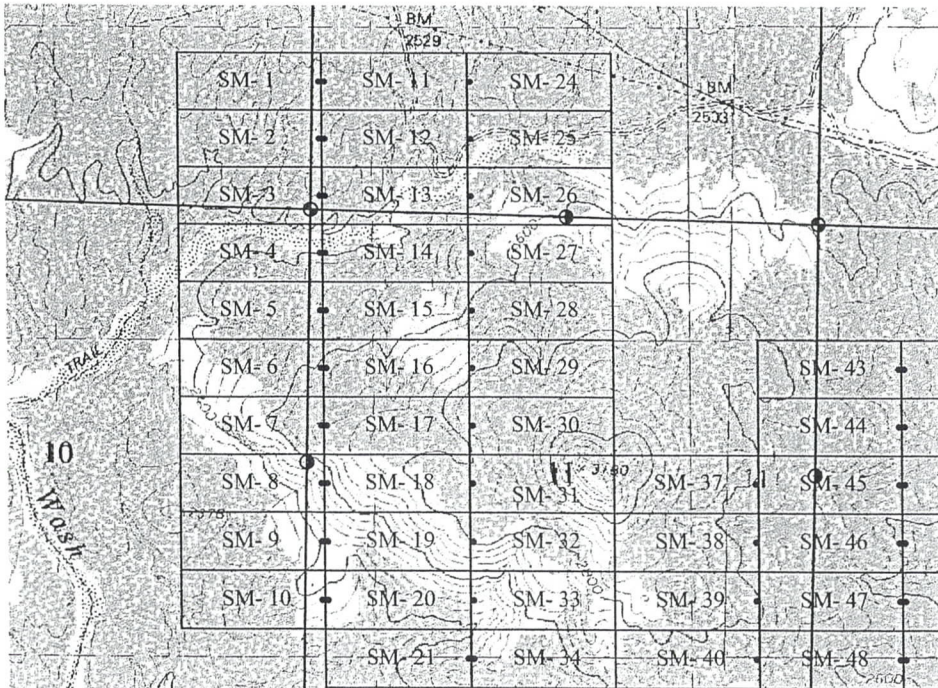 BM
2529
SM- 1 SM- 11 SM- 24
BM
2503
SM- 2 SM- 12 SM- 25
SM- 3 SM- 13 SM- 26
SM- 4 SM- 14 SM- 27
SM- 5 SM- 15 SM- 28
TRAIL
SM- 6 SM- 16 SM- 29 SM- 43
SM- 7 SM- 17 SM- 30 SM- 44
10
11 3180
SM- 8 SM- 18 SM- 31 SM- 37 SM- 45
Wash
SM- 9 SM- 19 SM- 32 SM- 38 SM- 46
SM- 10 SM- 20 SM- 33 SM- 39 SM- 47
SM- 21 SM- 34 SM- 40 SM- 48
2600